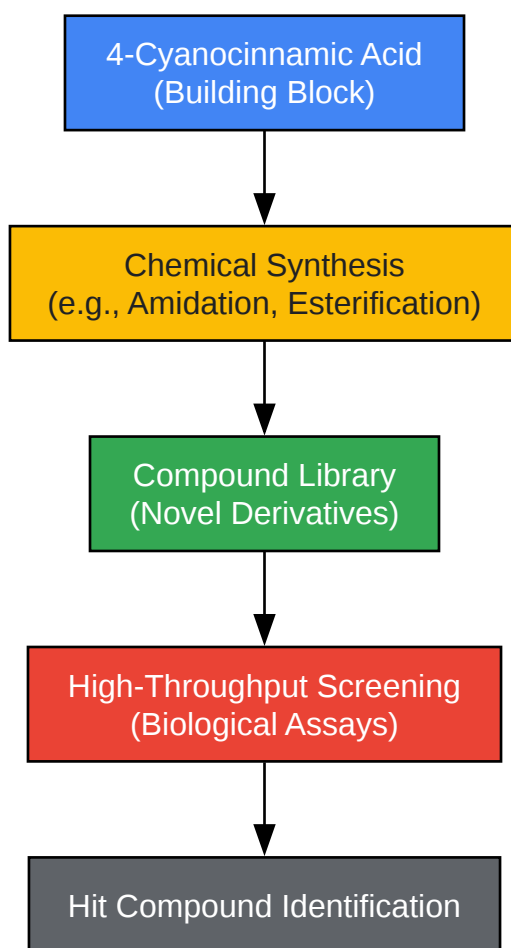 4-Cyanocinnamic Acid
(Building Block)
Chemical Synthesis
(e.g., Amidation, Esterification)
Compound Library
(Novel Derivatives)
High-Throughput Screening
(Biological Assays)
Hit Compound Identification